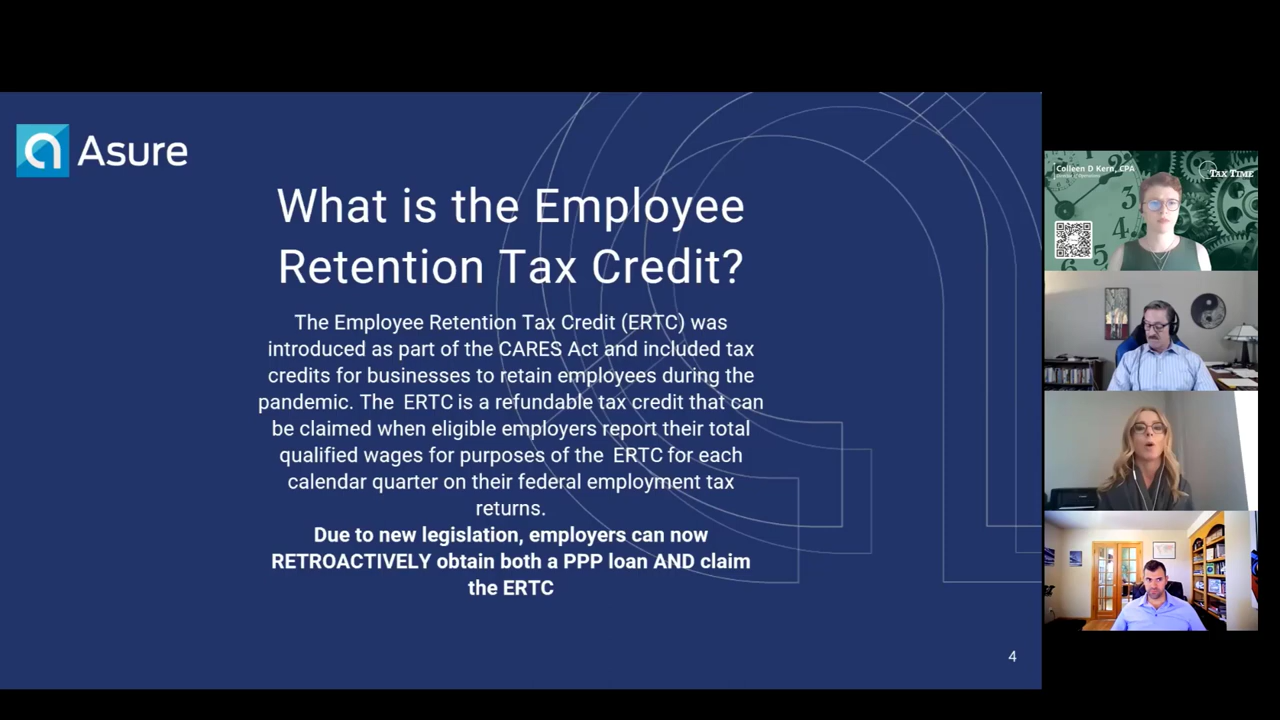 Asure
What is the Employee
Retention Tax Credit?
The Employee Retention Tax Credit (ERTC) was
introduced as part of the CARES Act and included tax
credits for businesses to retain employees during the
pandemic. The ERTC is a refundable tax credit that can
be claimed when eligible employers report their total
qualified wages for purposes of the ERTC for each
calendar quarter on their federal employment tax
returns.
Due to new legislation, employers can now
RETROACTIVELY obtain both a PPP loan AND claim
the ERTC
4
Colleen D Kern, CPA
TAX TIME
3
4
5
6